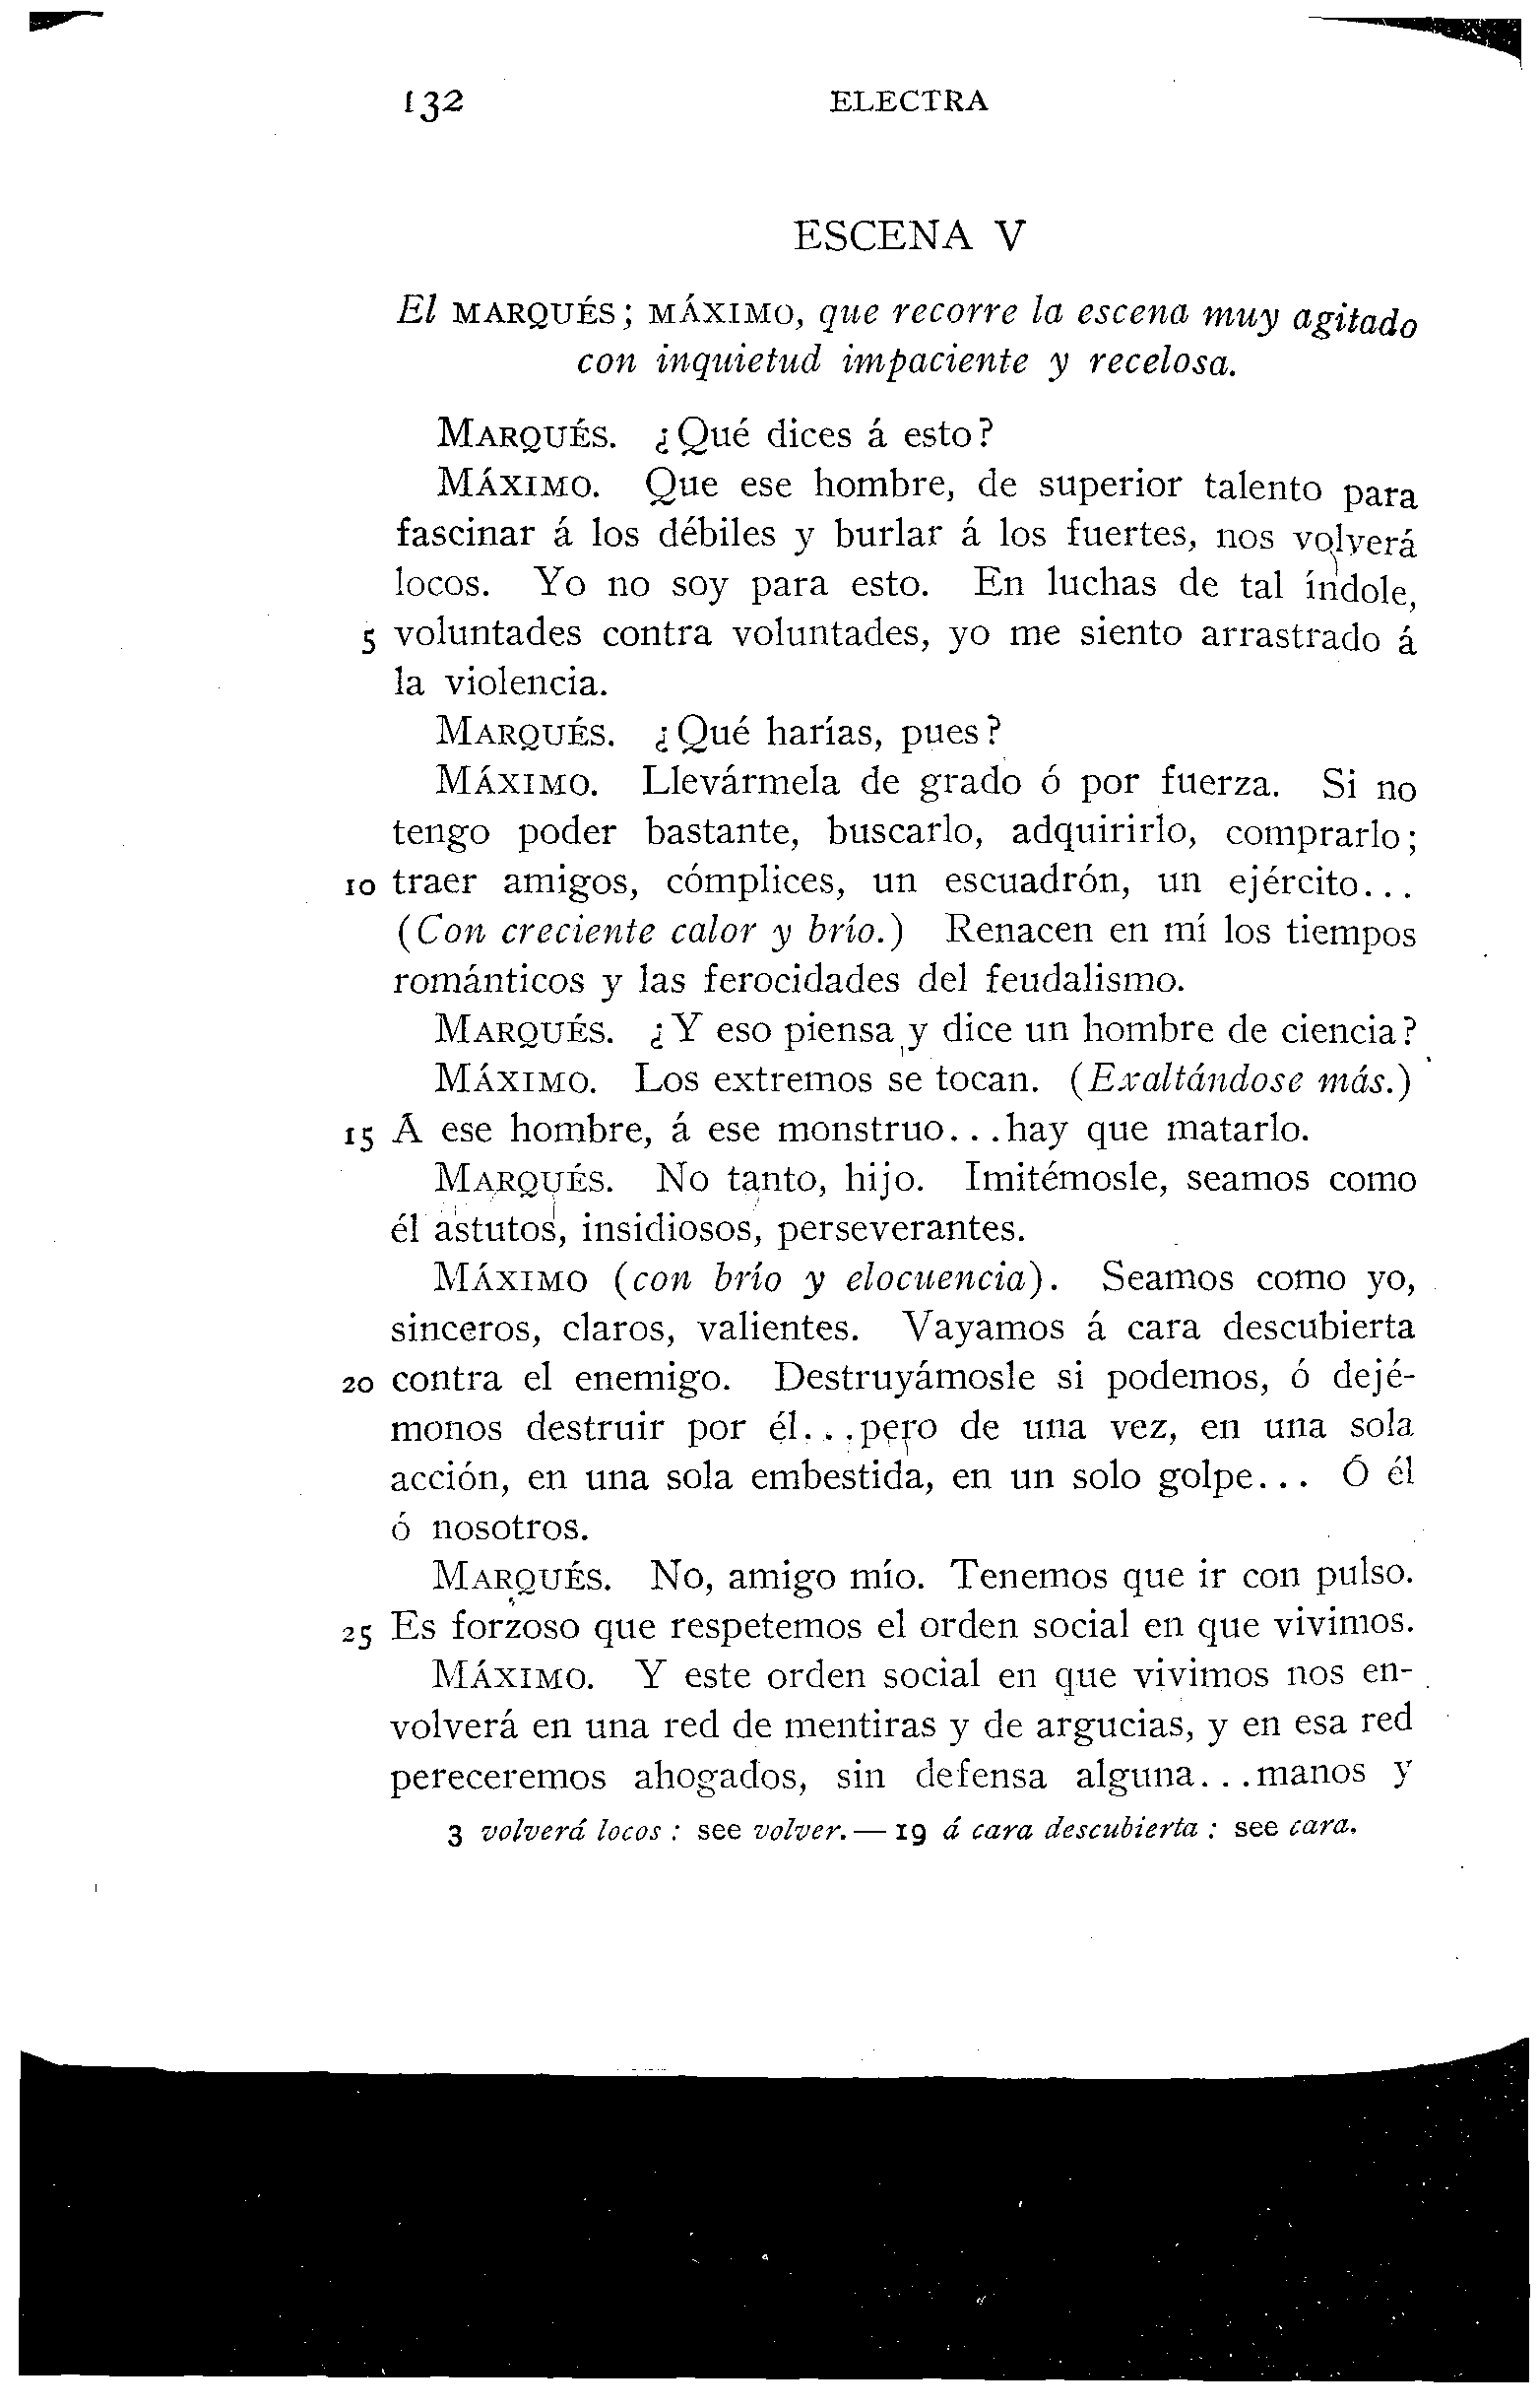 132 ELECTRA
ESCENA V
El MARQUÉS; MÁXIMO, que recorre la escena muy agitado
con inquietud impaciente y recelosa.
MARQUÉS. ¿Qué dices á esto?
MÁXIMO. Que ese hombre, de superior talento para
fascinar á los débiles y burlar á los fuertes, nos volverá
locos. Yo no soy para esto. En luchas de tal índole,
5 voluntades contra voluntades, yo me siento arrastrado á
la violencia.
MARQUÉS. ¿Qué harías, pues?
MÁXIMO. Llevármela de grado ó por fuerza. Si no
tengo poder bastante, buscarlo, adquirirlo, comprarlo;
10 traer amigos, cómplices, un escuadrón, un ejército...
(Con creciente calor y brío.) Renacen en mí los tiempos
románticos y las ferocidades del feudalismo.
MARQUÉS. ¿Y eso piensa y dice un hombre de ciencia?
MÁXIMO. Los extremos se tocan. (Exaltándose más.)
15 Á ese hombre, á ese monstruo...hay que matarlo.
MARQUÉS. No tanto, hijo. Imitémosle, seamos como
él astutos, insidiosos, perseverantes.
MÁXIMO (con brío y elocuencia). Seamos como yo,
sinceros, claros, valientes. Vayamos á cara descubierta
20 contra el enemigo. Destruyámosle si podemos, ó dejé-
monos destruir por él...pero de una vez, en una sola
acción, en una sola embestida, en un solo golpe... Ó él
ó nosotros.
MARQUÉS. No, amigo mío. Tenemos que ir con pulso.
25 Es forzoso que respetemos el orden social en que vivimos.
MÁXIMO. Y este orden social en que vivimos nos en-
volverá en una red de mentiras y de argucias, y en esa red
pereceremos ahogados, sin defensa alguna...manos y
3 volverá locos: see volver.—19 á cara descubierta: see cara.